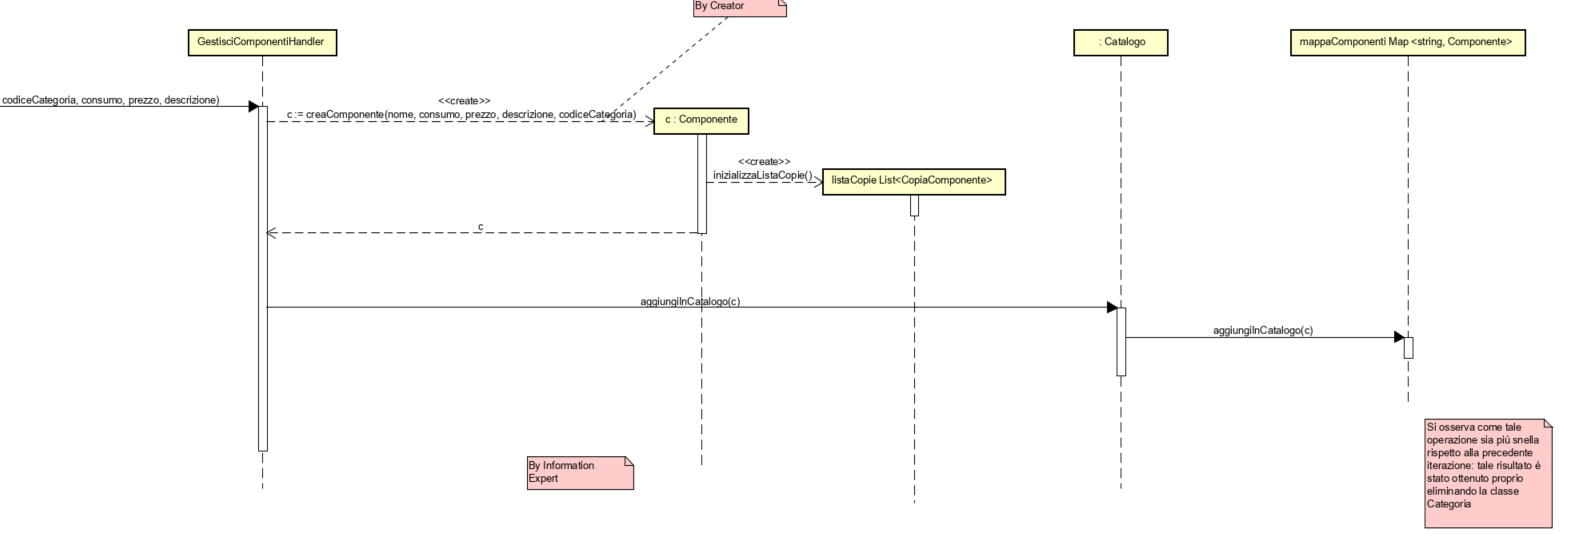 By Creator
GestisciComponentiHandler
: Catalogo
mappaComponenti Map <string, Componente>
codiceCategoria, consumo, prezzo, descrizione)
<<create>>
c := creaComponente(nome, consumo, prezzo, descrizione, codiceCategoria)
c : Componente
<<create>>
inizializzaListaCopie()
listaCopie List<CopiaComponente>
c
aggiungiInCatalogo(c)
aggiungiInCatalogo(c)
By Information
Expert
Si osserva come tale
operazione sia piú snella
rispetto alla precedente
iterazione: tale risultato é
stato ottenuto proprio
eliminando la classe
Categoria